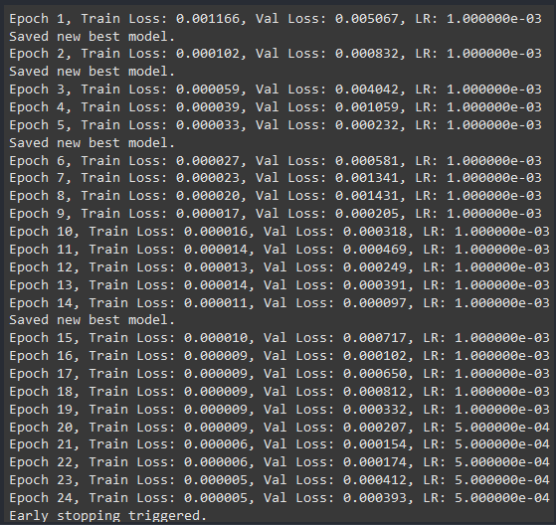 Epoch 1, Train Loss: 0.001166, Val Loss: 0.005067, LR: 1.000000e-03
Saved new best model.
Epoch 2, Train Loss: 0.000102, Val Loss: 0.000832, LR: 1.000000e-03
Saved new best model.
Epoch 3, Train Loss: 0.000059, Val Loss: 0.004042, LR: 1.000000e-03
Epoch 4, Train Loss: 0.000039, Val Loss: 0.001059, LR: 1.000000e-03
Epoch 5, Train Loss: 0.000033, Val Loss: 0.000232, LR: 1.000000e-03
Saved new best model.
Epoch 6, Train Loss: 0.000027, Val Loss: 0.000581, LR: 1.000000e-03
Epoch 7, Train Loss: 0.000023, Val Loss: 0.001341, LR: 1.000000e-03
Epoch 8, Train Loss: 0.000020, Val Loss: 0.001431, LR: 1.000000e-03
Epoch 9, Train Loss: 0.000017, Val Loss: 0.000205, LR: 1.000000e-03
Epoch 10, Train Loss: 0.000016, Val Loss: 0.000318, LR: 1.000000e-03
Epoch 11, Train Loss: 0.000014, Val Loss: 0.000469, LR: 1.000000e-03
Epoch 12, Train Loss: 0.000013, Val Loss: 0.000249, LR: 1.000000e-03
Epoch 13, Train Loss: 0.000014, Val Loss: 0.000391, LR: 1.000000e-03
Epoch 14, Train Loss: 0.000011, Val Loss: 0.000097, LR: 1.000000e-03
Saved new best model.
Epoch 15, Train Loss: 0.000010, Val Loss: 0.000717, LR: 1.000000e-03
Epoch 16, Train Loss: 0.000009, Val Loss: 0.000102, LR: 1.000000e-03
Epoch 17, Train Loss: 0.000009, Val Loss: 0.000650, LR: 1.000000e-03
Epoch 18, Train Loss: 0.000009, Val Loss: 0.000812, LR: 1.000000e-03
Epoch 19, Train Loss: 0.000009, Val Loss: 0.000332, LR: 1.000000e-03
Epoch 20, Train Loss: 0.000009, Val Loss: 0.000207, LR: 5.000000e-04
Epoch 21, Train Loss: 0.000006, Val Loss: 0.000154, LR: 5.000000e-04
Epoch 22, Train Loss: 0.000006, Val Loss: 0.000174, LR: 5.000000e-04
Epoch 23, Train Loss: 0.000005, Val Loss: 0.000412, LR: 5.000000e-04
Epoch 24, Train Loss: 0.000005, Val Loss: 0.000393, LR: 5.000000e-04
Early stopping triggered.